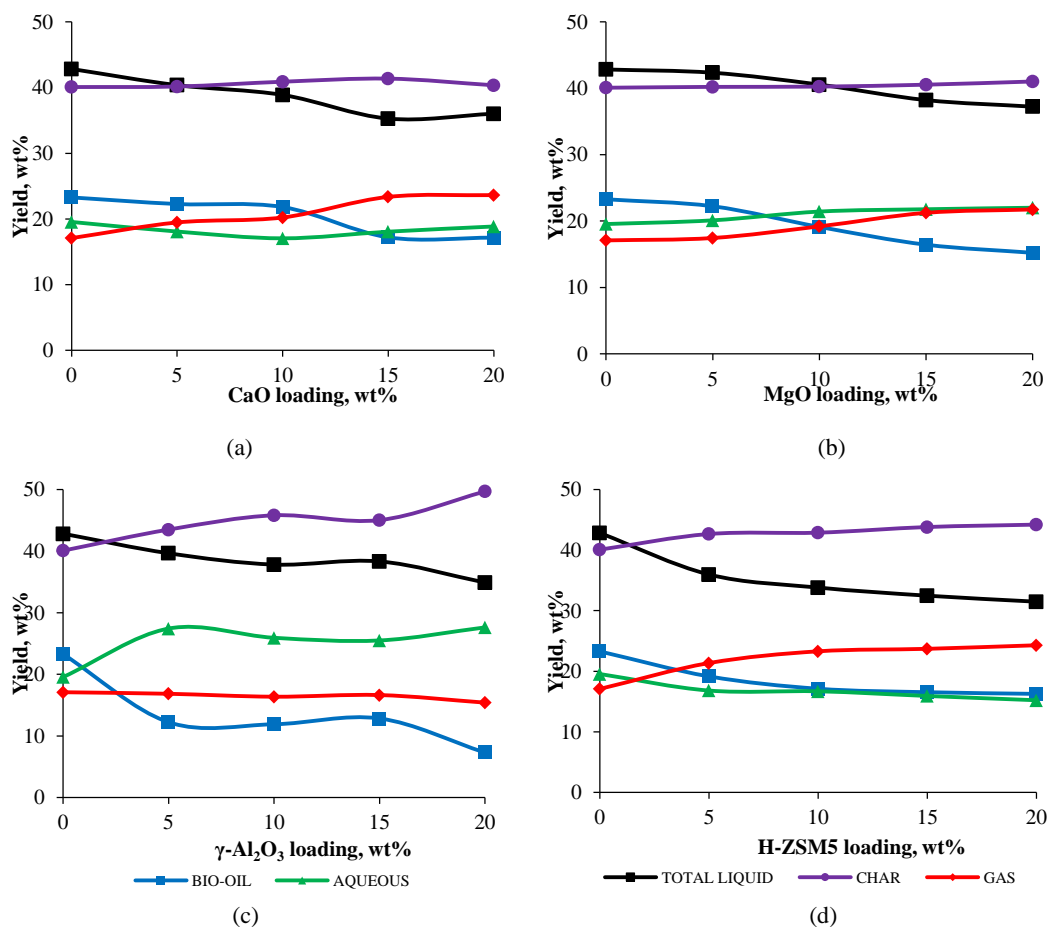 50
40
30
20
10
0
Yield, wt%
0 5 10 15 20
CaO loading, wt%
(a)
50
40
30
20
10
0
Yield, wt%
0 5 10 15 20
MgO loading, wt%
(b)
50
40
30
20
10
0
Yield, wt%
0 5 10 15 20
γ-Al₂O₃ loading, wt%
BIO-OIL AQUEOUS
(c)
50
40
30
20
10
0
Yield, wt%
0 5 10 15 20
H-ZSM5 loading, wt%
TOTAL LIQUID CHAR GAS
(d)